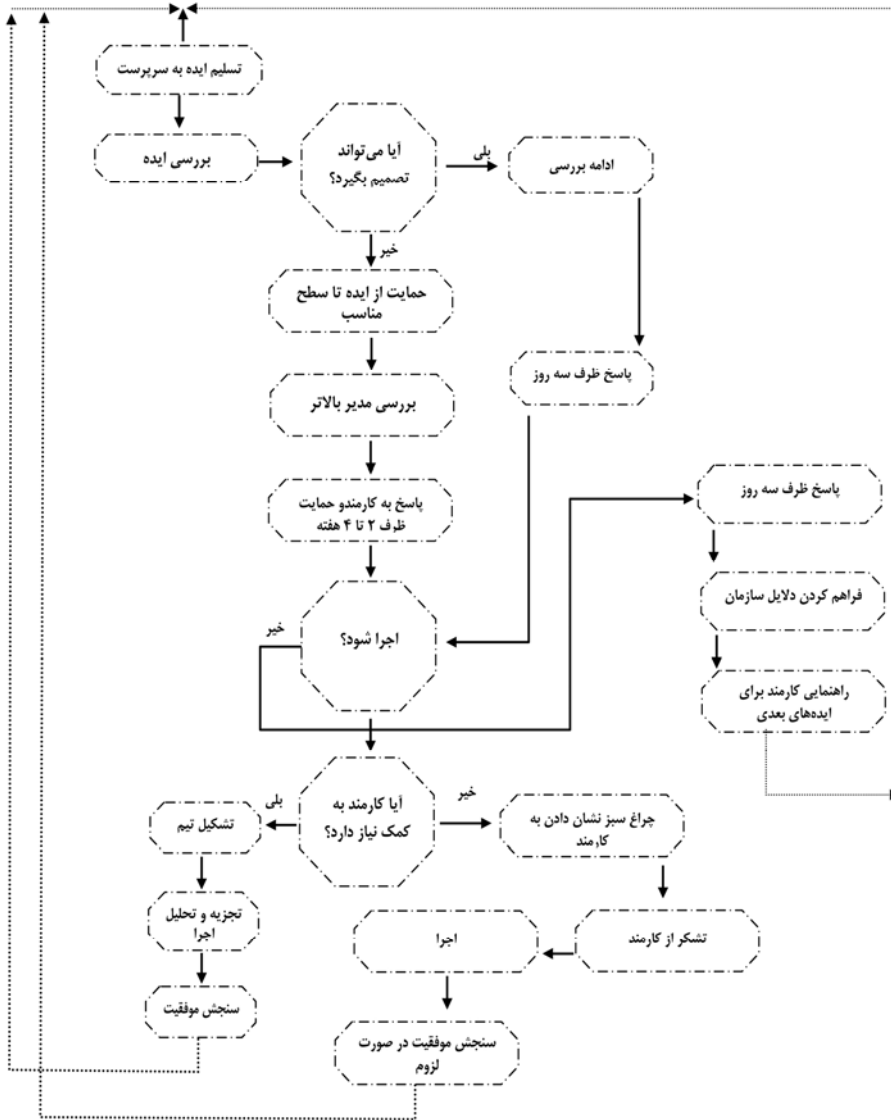 تسلیم ایده به سرپرست
بررسی ایده
آیا می‌تواند
تصمیم بگیرد؟
بلی
ادامه بررسی
خیر
حمایت از ایده تا سطح
مناسب
پاسخ ظرف سه روز
بررسی مدیر بالاتر
پاسخ به کارمندو حمایت
ظرف ۲ تا ۴ هفته
پاسخ ظرف سه روز
فراهم کردن دلایل سازمان
راهنمایی کارمند برای
ایده‌های بعدی
اجرا شود؟
خیر
آیا کارمند به
کمک نیاز دارد؟
خیر
بلی
چراغ سبز نشان دادن به
کارمند
تشکیل تیم
تجزیه و تحلیل
اجرا
سنجش موفقیت
تشکر از کارمند
اجرا
سنجش موفقیت در صورت
لزوم